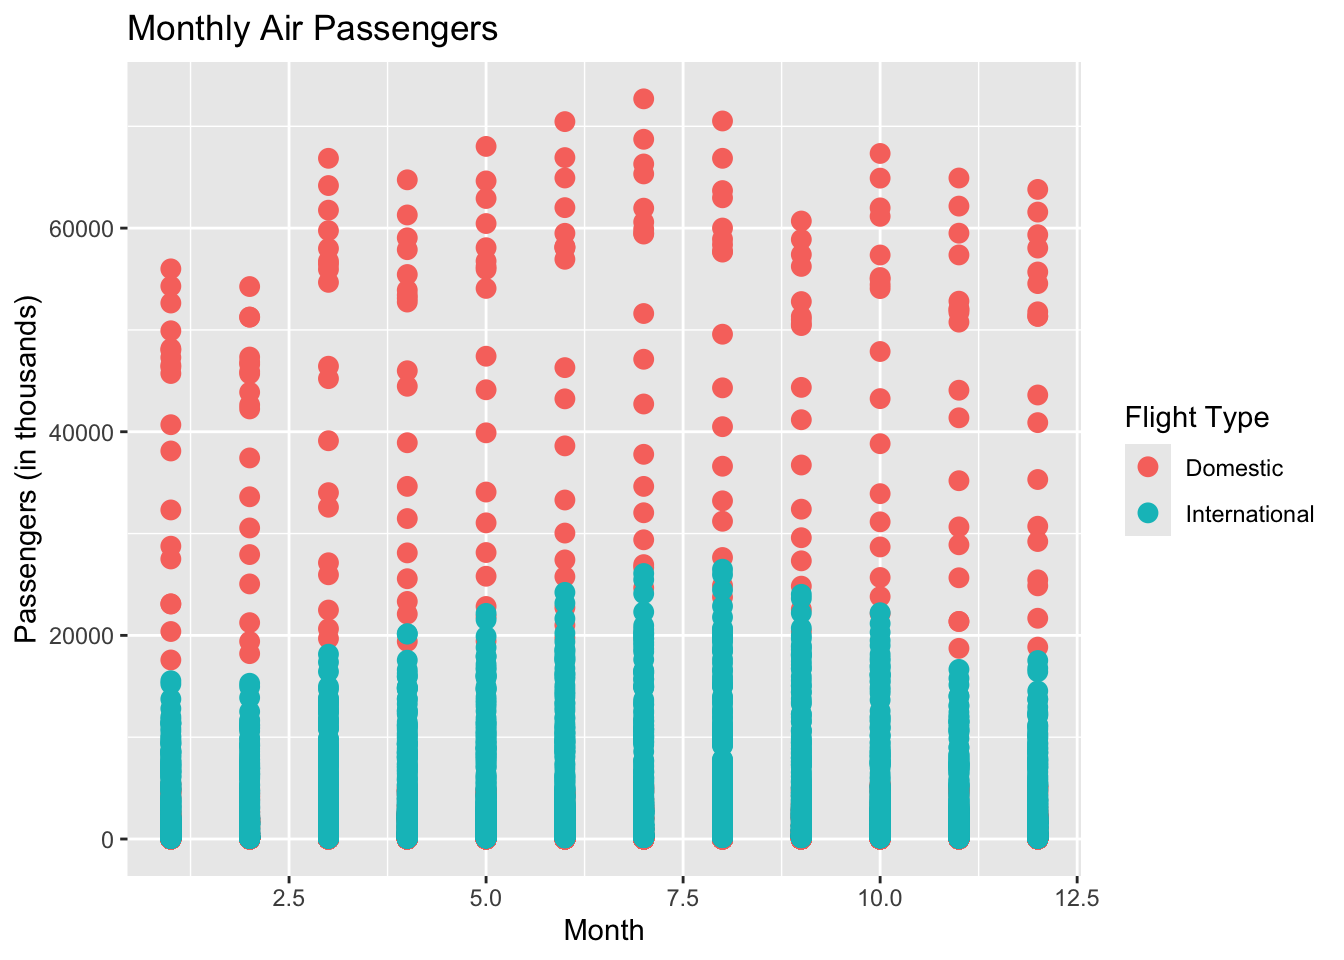 Monthly Air Passengers
Passengers (in thousands)
60000
40000
20000
0
2.5 5.0 7.5 10.0 12.5
Month
Flight Type
Domestic
International